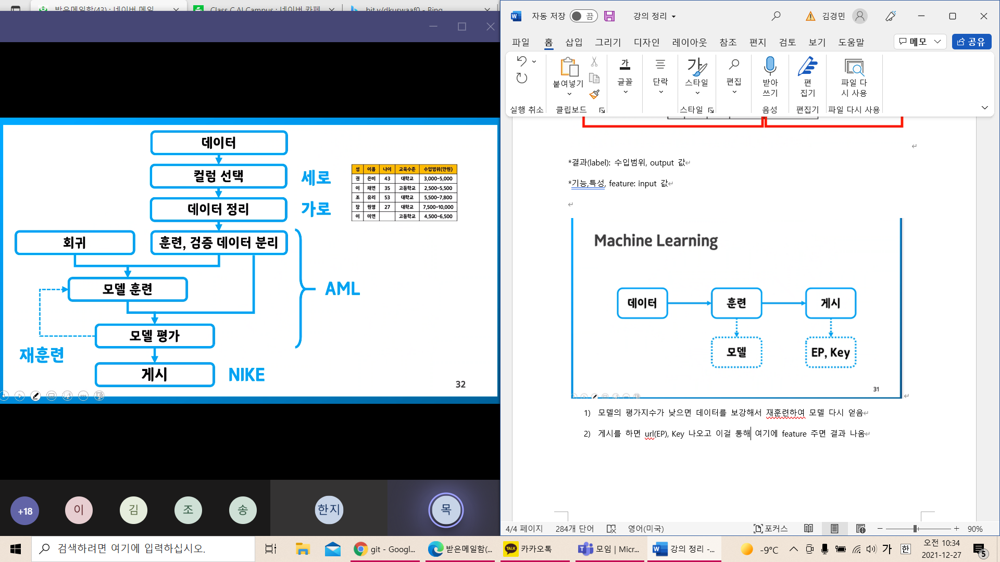 받은메일함(43) : 네이버 메일
Class C AI Campus : 네이버 카페
bit.ly/dkuswaaf0 - Bing
데이터
컬럼 선택
세로
데이터 정리
가로
회귀
훈련, 검증 데이터 분리
모델 훈련
AML
모델 평가
재훈련
게시
NIKE
32
성 이름 나이 교육수준 수입범위(만원)
권 은비 43 대학교 3,000-5,000
이 채연 35 고등학교 2,500-5,500
조 유리 53 대학교 5,500-7,800
장 원영 27 대학교 7,500-10,000
이 미연 고등학교 4,500-6,500
+18
이
김
조
송
한지
목
자동 저장 끔
강의 정리
김경민
파일 홈 삽입 그리기 디자인 레이아웃 참조 편지 검토 보기 도움말
메모
공유
붙여넣기
가
글꼴
단락
가
스타일
편집
받아
쓰기
편
집기
파일 다
시 사용
실행 취소
클립보드
스타일
음성
편집기
파일 다시 사용
*결과(label): 수입범위, output 값
*기능,특성, feature: input 값
Machine Learning
데이터
훈련
게시
모델
EP, Key
31
1) 모델의 평가지수가 낮으면 데이터를 보강해서 재훈련하여 모델 다시 얻음
2) 게시를 하면 url(EP), Key 나오고 이걸 통해 여기에 feature 주면 결과 나옴
4/4 페이지
284개 단어
영어(미국)
포커스
90%
검색하려면 여기에 입력하십시오.
git - Googl...
받은메일함(...
TALK
카카오톡
모임 | Micr...
강의 정리 -...
-9°C
가
한
오전 10:34
2021-12-27
5